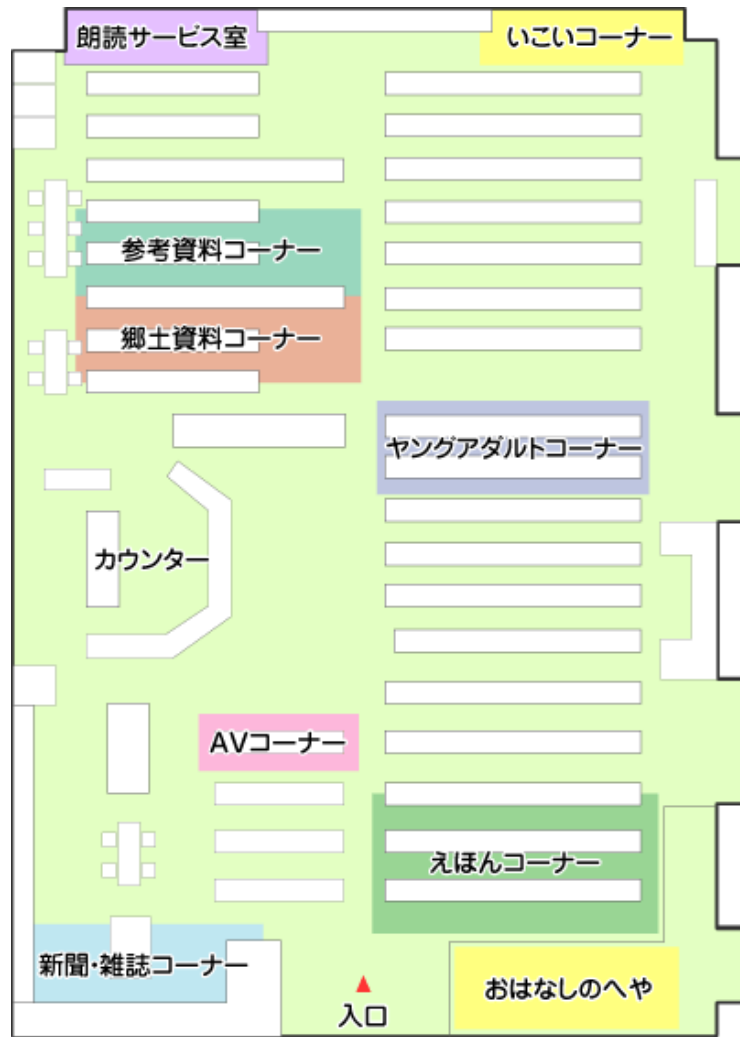 朗読サービス室
いこいコーナー
参考資料コーナー
郷土資料コーナー
ヤングアダルトコーナー
カウンター
AVコーナー
えほんコーナー
新聞・雑誌コーナー
おはなしのへや
入口